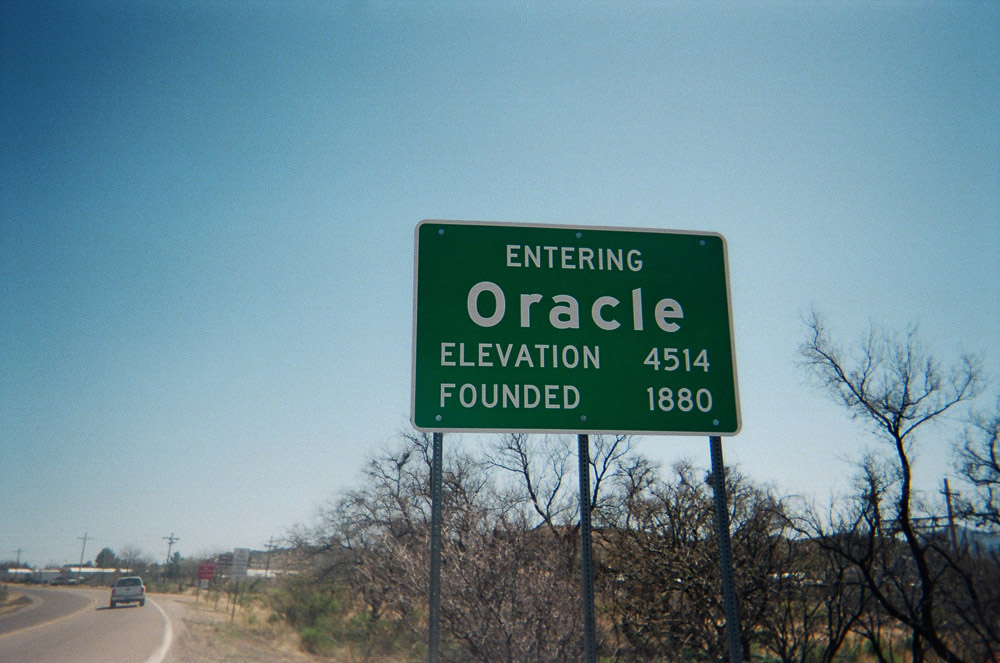 ENTERING
Oracle
ELEVATION 4514
FOUNDED 1880